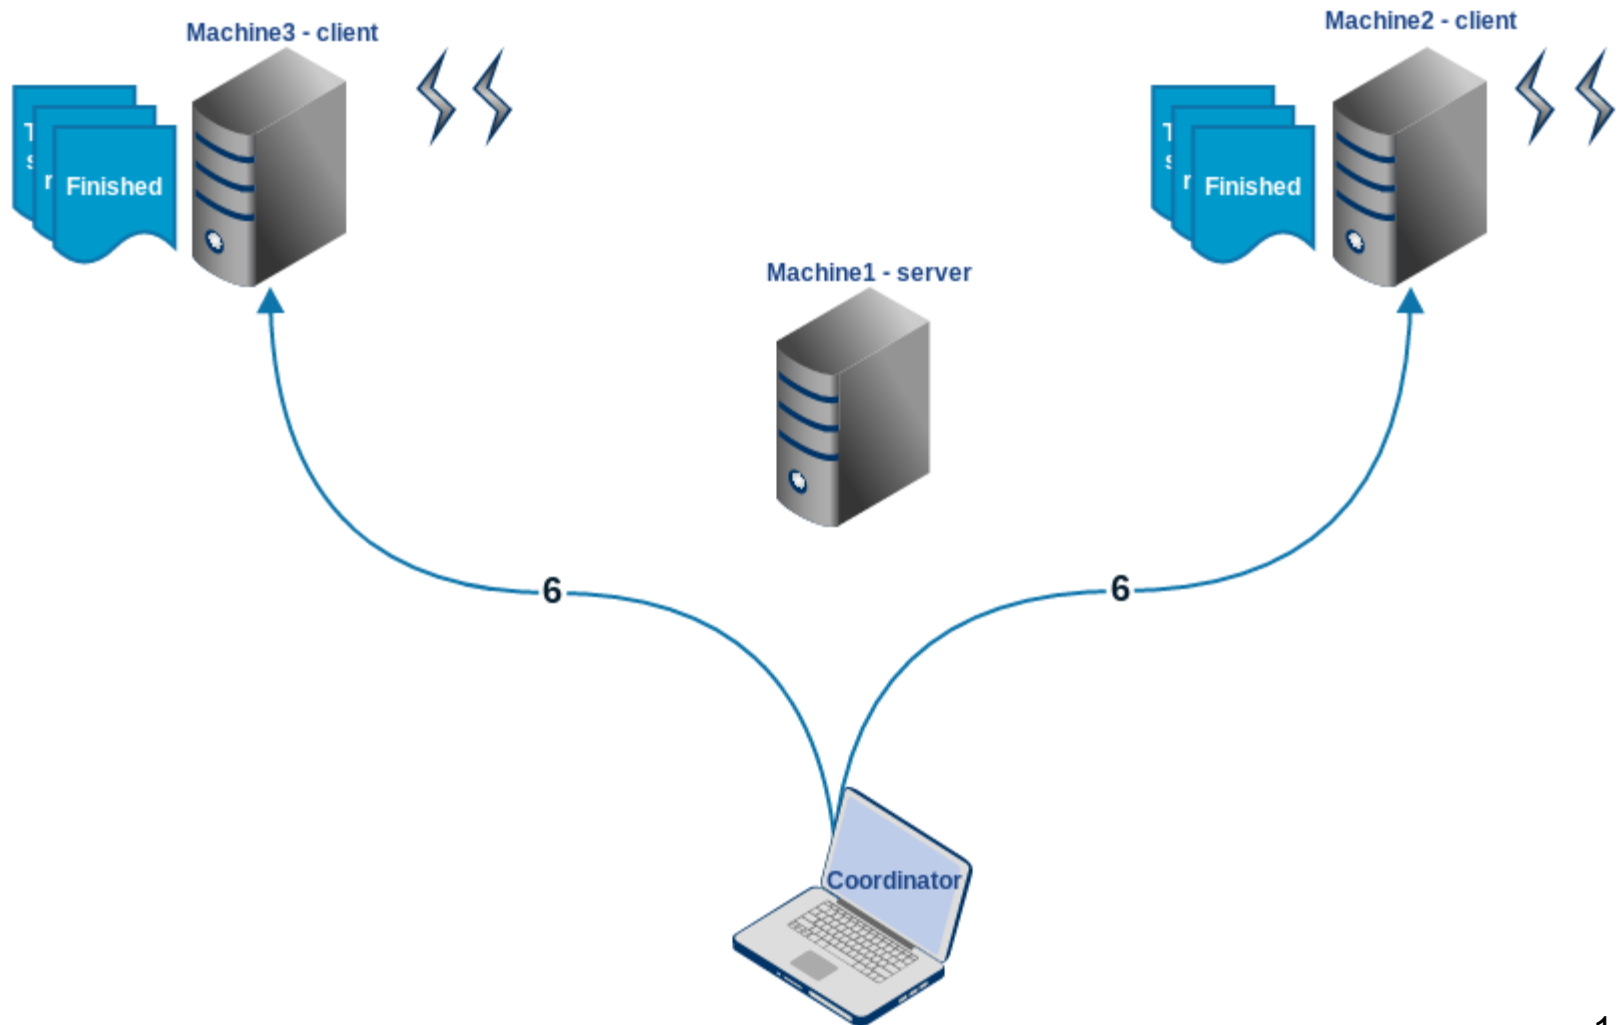 Machine3 - client
Machine2 - client
Finished
Finished
Machine1 - server
6
6
Coordinator